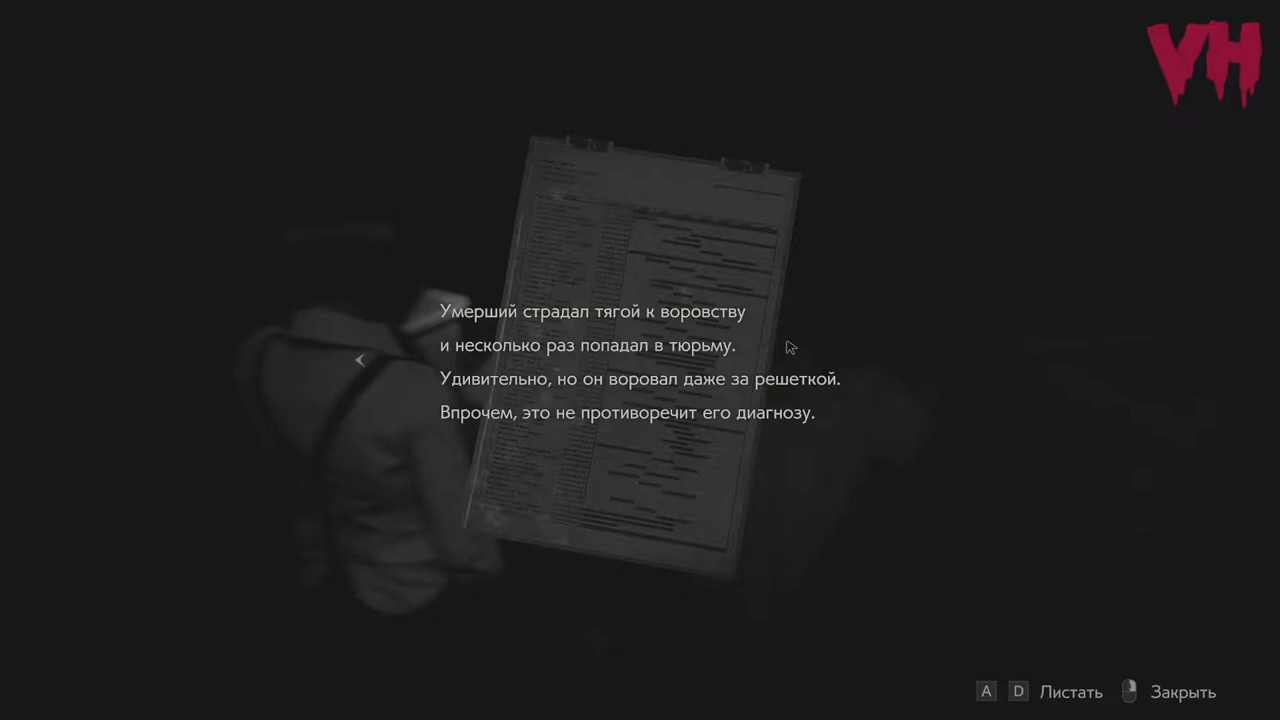 VH
Умерший страдал тягой к воровству
и несколько раз попадал в тюрьму.
Удивительно, но он воровал даже за решеткой.
Впрочем, это не противоречит его диагнозу.
A D Листать Закрыть